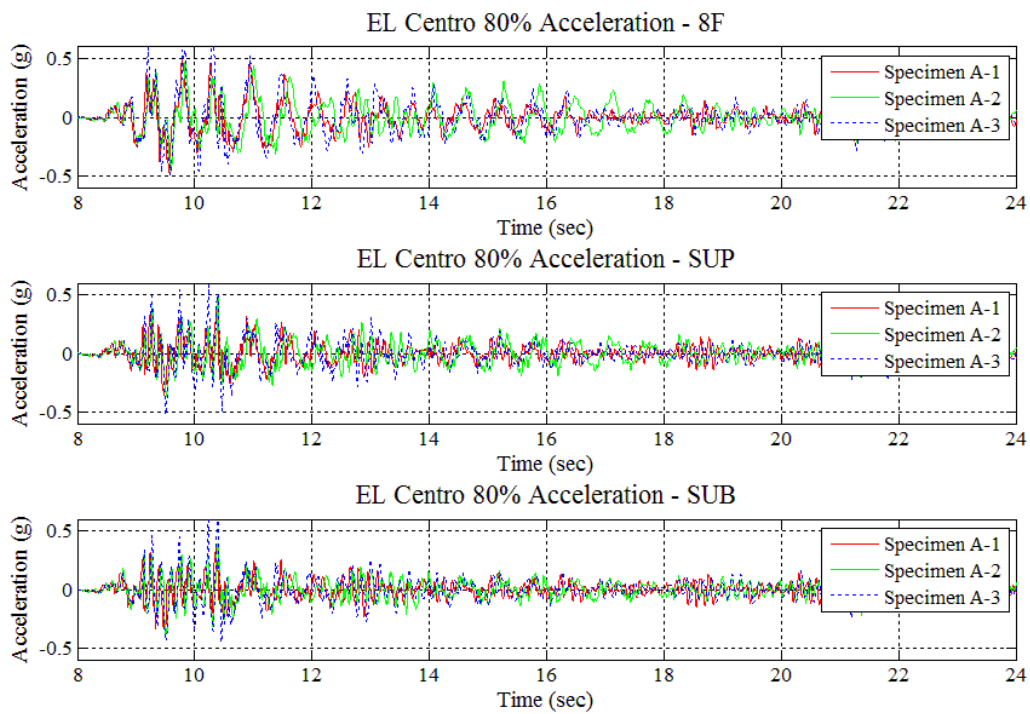 EL Centro 80% Acceleration - 8F
Acceleration (g)
0.5
0
-0.5
Specimen A-1
Specimen A-2
Specimen A-3
8 10 12 14 16 18 20 22 24
Time (sec)
EL Centro 80% Acceleration - SUP
Acceleration (g)
0.5
0
-0.5
Specimen A-1
Specimen A-2
Specimen A-3
8 10 12 14 16 18 20 22 24
Time (sec)
EL Centro 80% Acceleration - SUB
Acceleration (g)
0.5
0
-0.5
Specimen A-1
Specimen A-2
Specimen A-3
8 10 12 14 16 18 20 22 24
Time (sec)